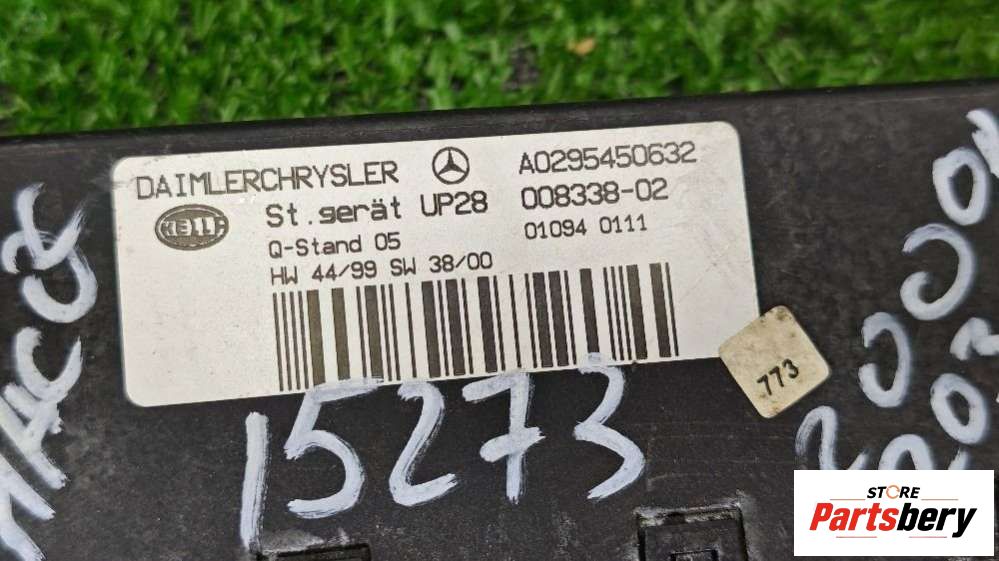 DAIMLERCHRYSLER A0295450632
HELLA St.gerät UP28 008338-02
Q-Stand 05 01094 0111
HW 44/99 SW 38/00
773
15273
STORE
Partsbery